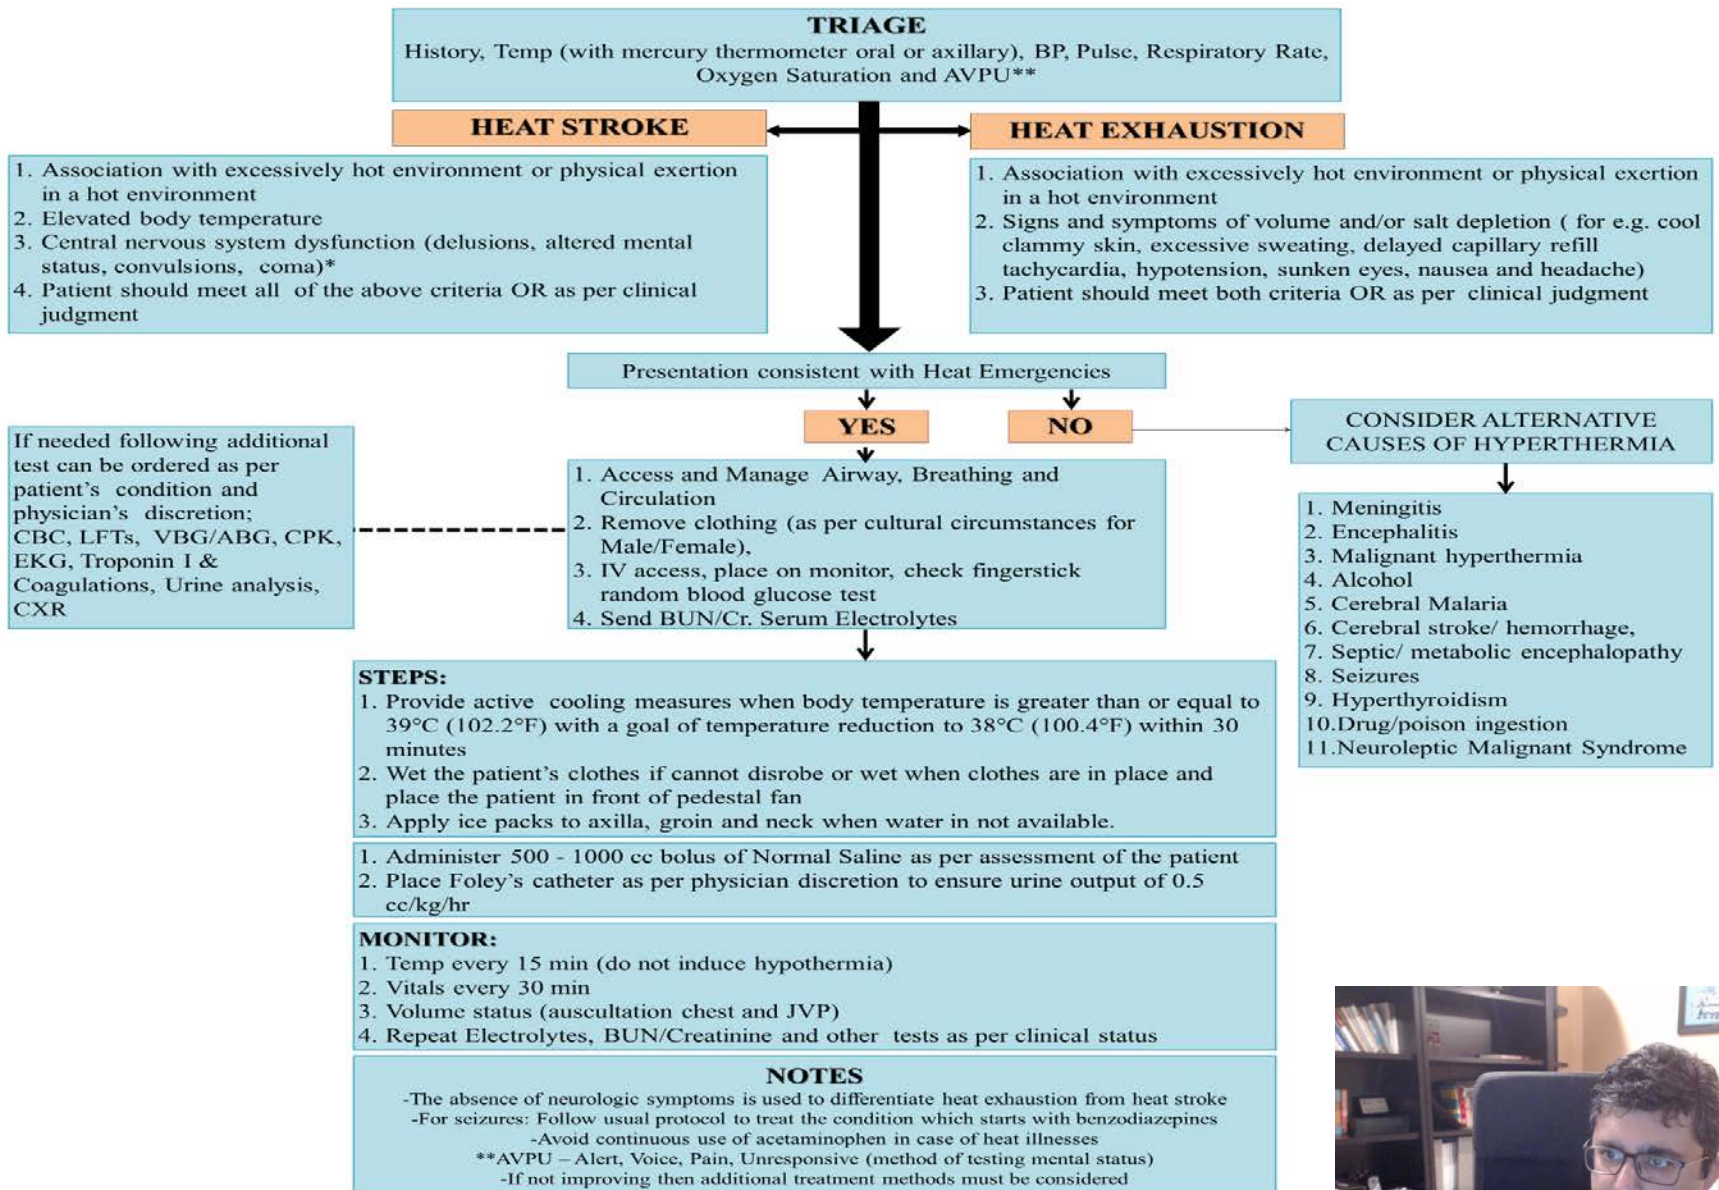 TRIAGE
History, Temp (with mercury thermometer oral or axillary), BP, Pulse, Respiratory Rate,
Oxygen Saturation and AVPU**
HEAT STROKE
HEAT EXHAUSTION
1. Association with excessively hot environment or physical exertion
in a hot environment
2. Elevated body temperature
3. Central nervous system dysfunction (delusions, altered mental
status, convulsions, coma)*
4. Patient should meet all of the above criteria OR as per clinical
judgment
1. Association with excessively hot environment or physical exertion
in a hot environment
2. Signs and symptoms of volume and/or salt depletion ( for e.g. cool
clammy skin, excessive sweating, delayed capillary refill
tachycardia, hypotension, sunken eyes, nausea and headache)
3. Patient should meet both criteria OR as per clinical judgment
Presentation consistent with Heat Emergencies
YES
NO
CONSIDER ALTERNATIVE
CAUSES OF HYPERTHERMIA
If needed following additional
test can be ordered as per
patient's condition and
physician's discretion;
CBC, LFTs, VBG/ABG, CPK,
EKG, Troponin I &
Coagulations, Urine analysis,
CXR
1. Access and Manage Airway, Breathing and
Circulation
2. Remove clothing (as per cultural circumstances for
Male/Female),
3. IV access, place on monitor, check fingerstick
random blood glucose test
4. Send BUN/Cr. Serum Electrolytes
1. Meningitis
2. Encephalitis
3. Malignant hyperthermia
4. Alcohol
5. Cerebral Malaria
6. Cerebral stroke/ hemorrhage,
7. Septic/ metabolic encephalopathy
8. Seizures
9. Hyperthyroidism
10.Drug/poison ingestion
11.Neuroleptic Malignant Syndrome
STEPS:
1. Provide active cooling measures when body temperature is greater than or equal to
39°C (102.2°F) with a goal of temperature reduction to 38°C (100.4°F) within 30
minutes
2. Wet the patient's clothes if cannot disrobe or wet when clothes are in place and
place the patient in front of pedestal fan
3. Apply ice packs to axilla, groin and neck when water in not available.
1. Administer 500 - 1000 cc bolus of Normal Saline as per assessment of the patient
2. Place Foley's catheter as per physician discretion to ensure urine output of 0.5
cc/kg/hr
MONITOR:
1. Temp every 15 min (do not induce hypothermia)
2. Vitals every 30 min
3. Volume status (auscultation chest and JVP)
4. Repeat Electrolytes, BUN/Creatinine and other tests as per clinical status
NOTES
-The absence of neurologic symptoms is used to differentiate heat exhaustion from heat stroke
-For seizures: Follow usual protocol to treat the condition which starts with benzodiazepines
-Avoid continuous use of acetaminophen in case of heat illnesses
**AVPU – Alert, Voice, Pain, Unresponsive (method of testing mental status)
-If not improving then additional treatment methods must be considered